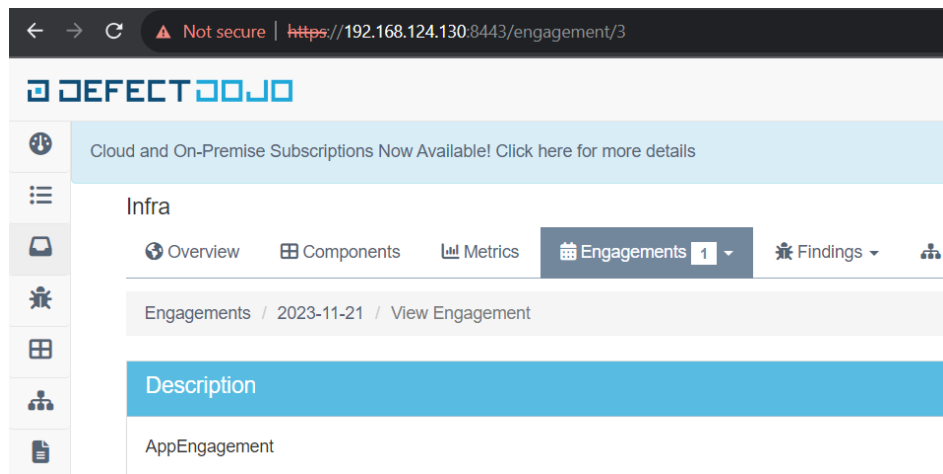 Not secure | https://192.168.124.130:8443/engagement/3
DEFECTDOJO
Cloud and On-Premise Subscriptions Now Available! Click here for more details
Infra
Overview Components Metrics Engagements 1 Findings
Engagements / 2023-11-21 / View Engagement
Description
AppEngagement